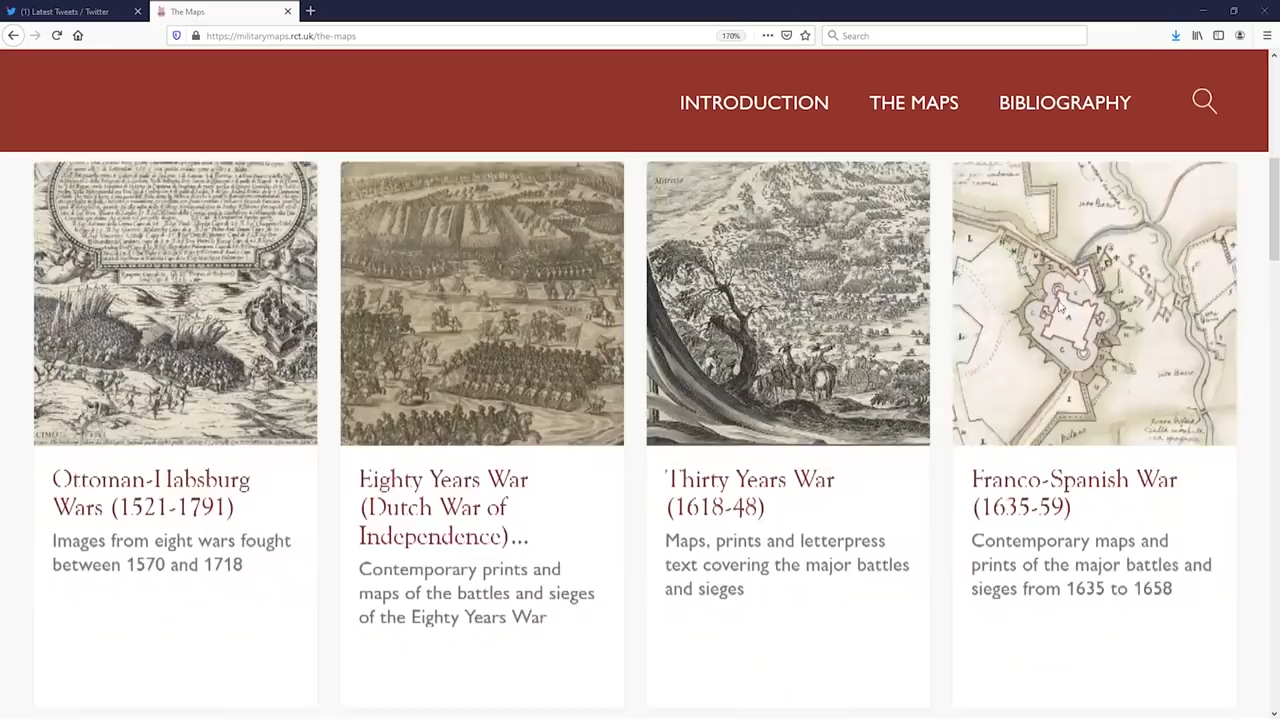 (1) Latest Tweets / Twitter
The Maps
https://militarymaps.rct.uk/the-maps
170%
Search
INTRODUCTION
THE MAPS
BIBLIOGRAPHY
Ottoman-Habsburg
Wars (1521-1791)
Images from eight wars fought
between 1570 and 1718
Eighty Years War
(Dutch War of
Independence)...
Contemporary prints and
maps of the battles and sieges
of the Eighty Years War
Thirty Years War
(1618-48)
Maps, prints and letterpress
text covering the major battles
and sieges
Franco-Spanish War
(1635-59)
Contemporary maps and
prints of the major battles and
sieges from 1635 to 1658